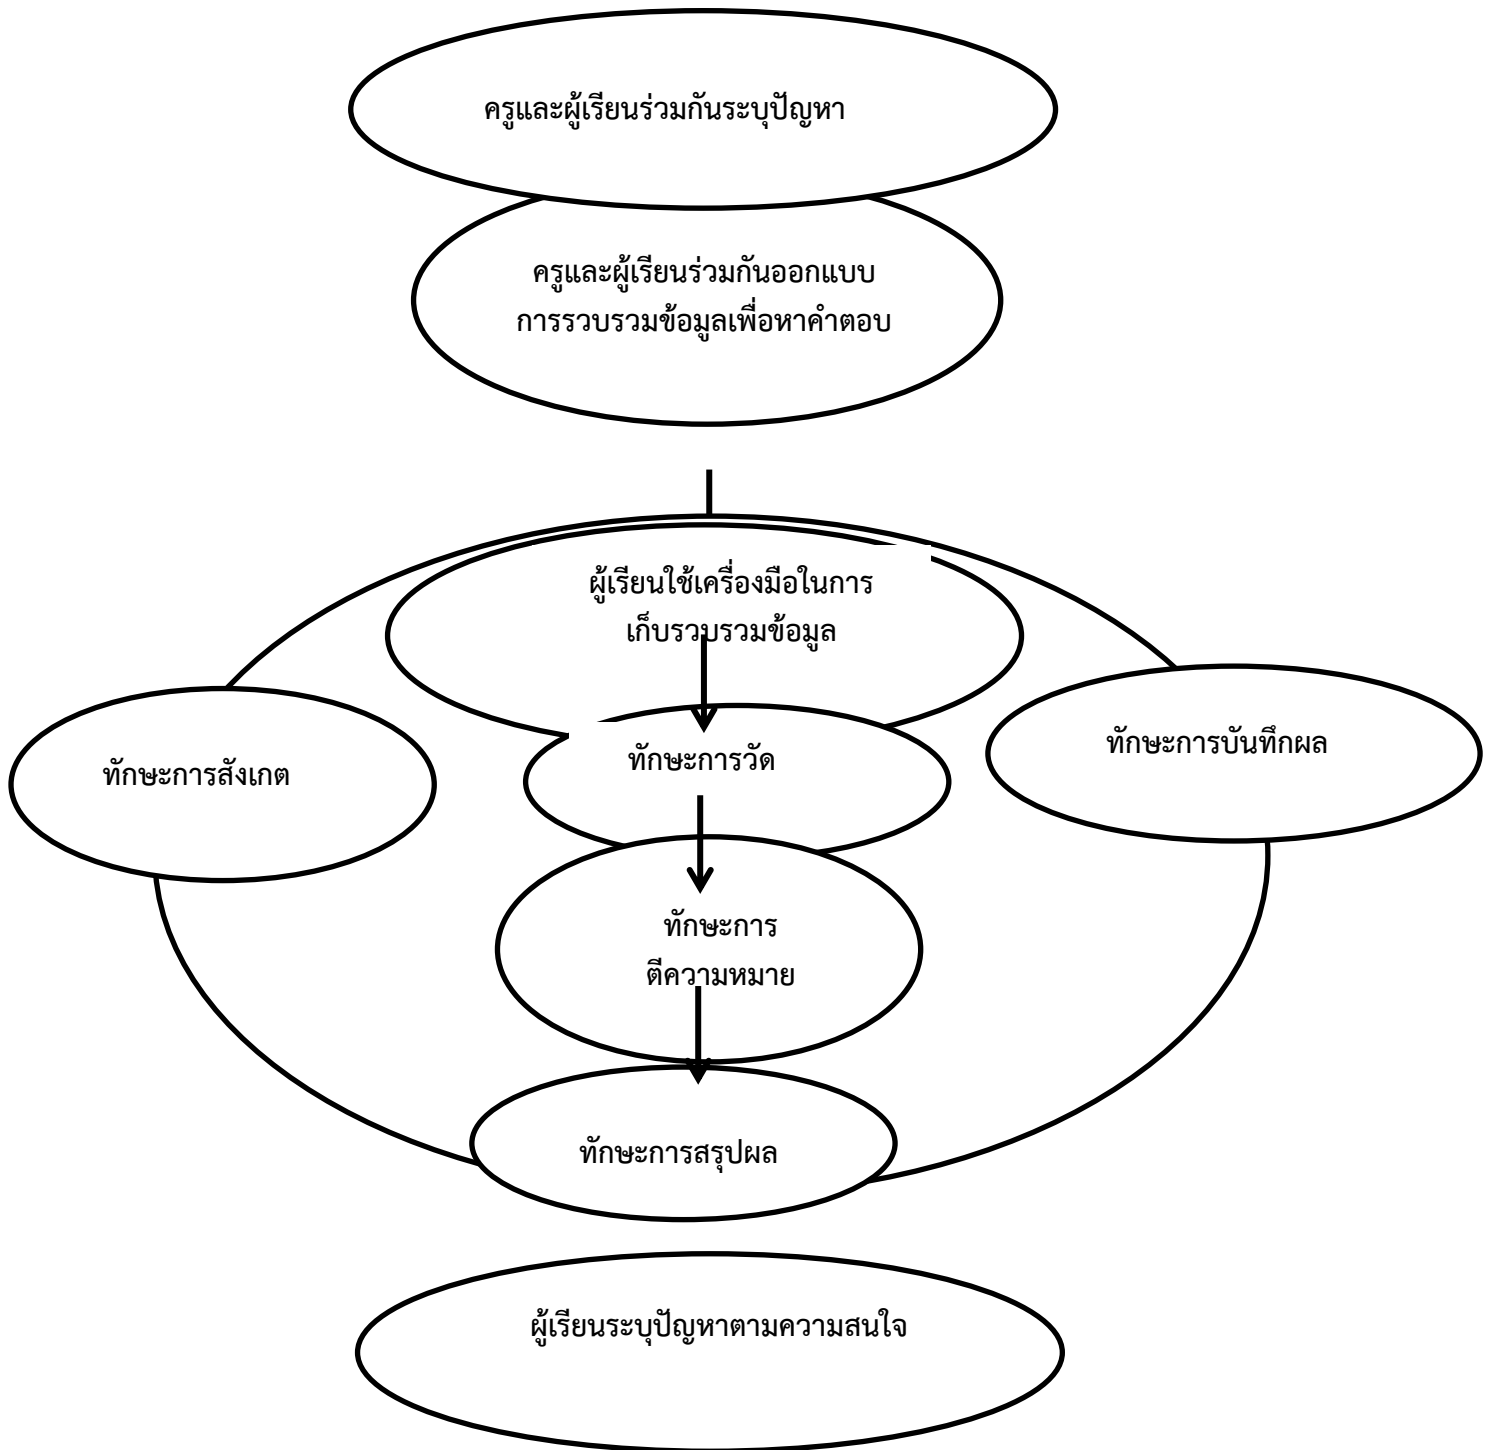 ครูและผู้เรียนร่วมกันระบุปัญหา
ครูและผู้เรียนร่วมกันออกแบบ
การรวบรวมข้อมูลเพื่อหาคำตอบ
ผู้เรียนใช้เครื่องมือในการ
เก็บรวบรวมข้อมูล
ทักษะการสังเกต
ทักษะการวัด
ทักษะการบันทึกผล
ทักษะการ
ตีความหมาย
ทักษะการสรุปผล
ผู้เรียนระบุปัญหาตามความสนใจ